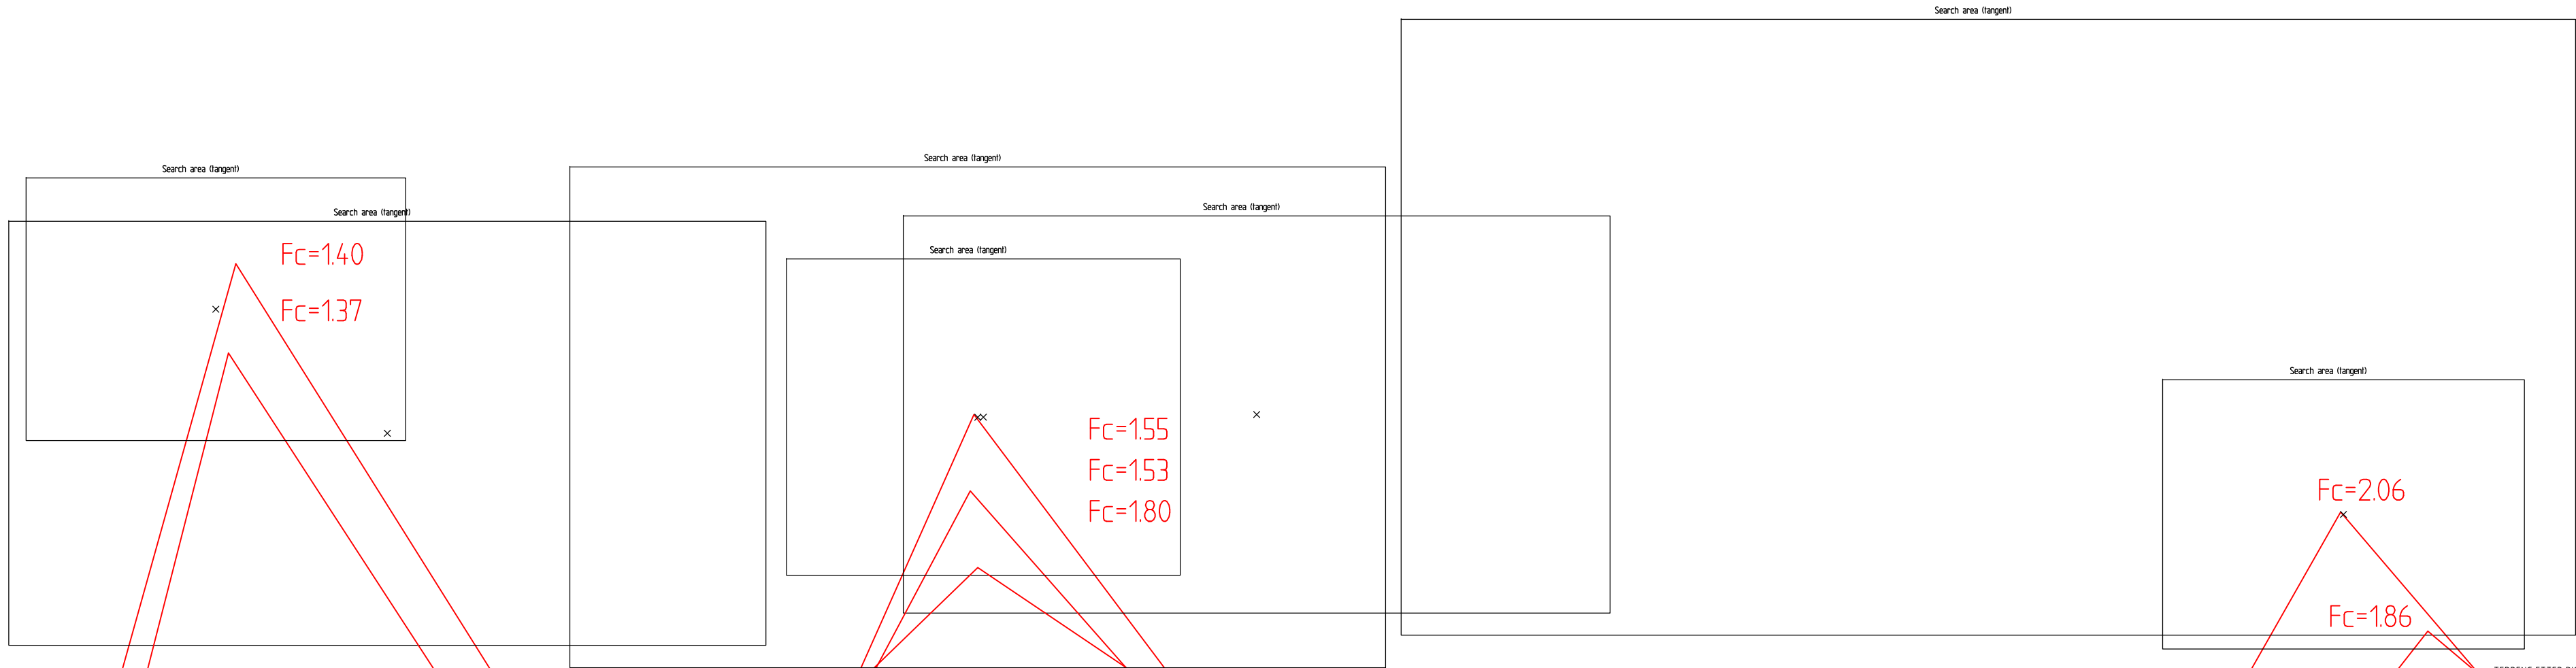 Search area (tangent)
Search area (tangent)
Search area (tangent)
Search area (tangent)
Search area (tangent)
Fc=1.40
Search area (tangent)
Fc=1.37
Search area (tangent)
Fc=1.55
Fc=1.53
Fc=2.06
Fc=1.80
Fc=1.86